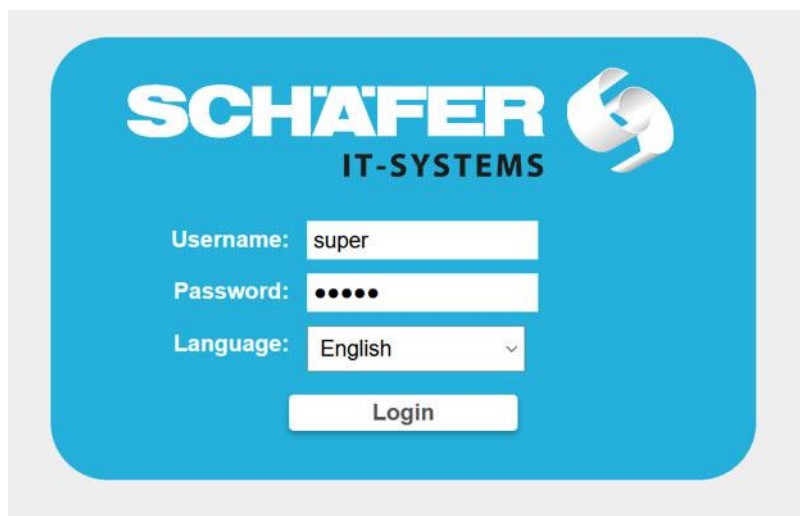 SCHÄFER
IT-SYSTEMS
Username: super
Password: •••••
Language: English
Login